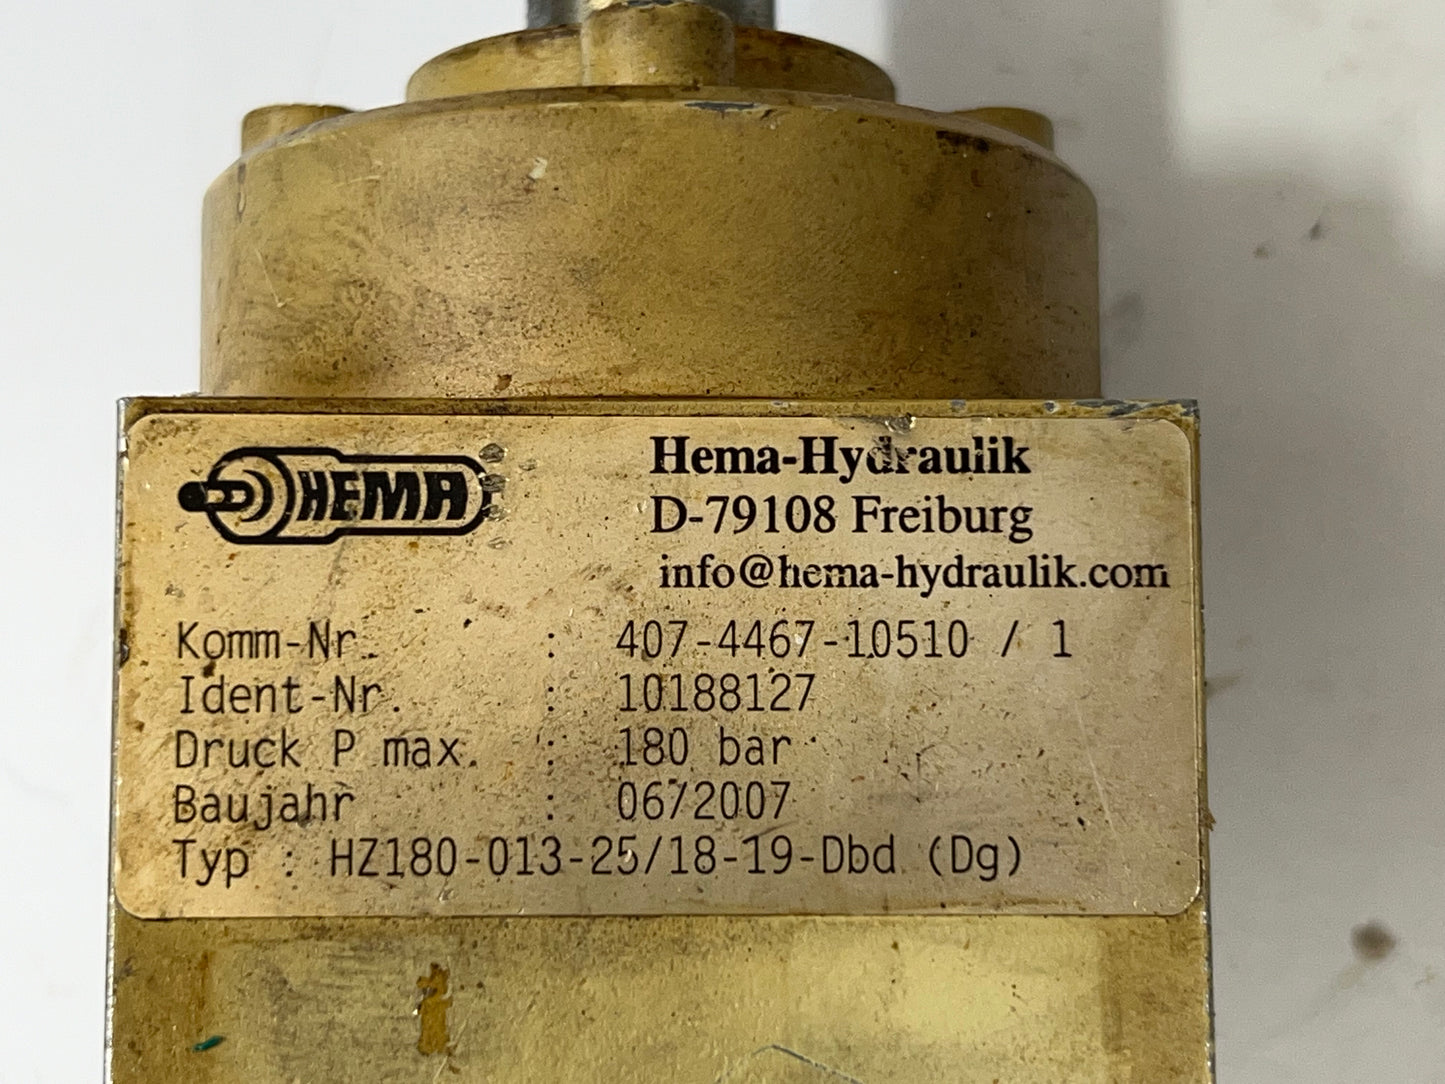 HEMA
Hema-Hydraulik
D-79108 Freiburg
info@hema-hydraulik.com
Komm-Nr. : 407-4467-10510 / 1
Ident-Nr. : 10188127
Druck P max. : 180 bar
Baujahr : 06/2007
Typ : HZ180-013-25/18-19-Dbd (Dg)